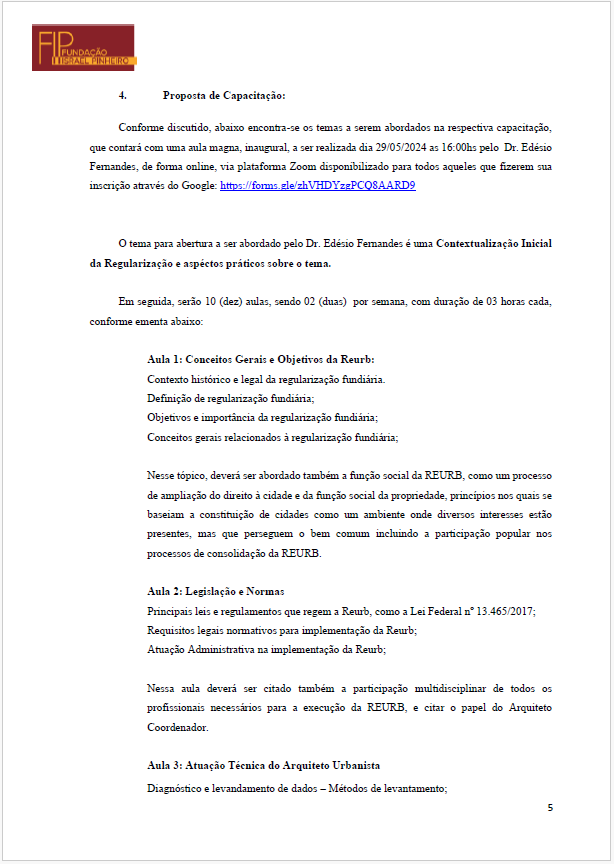 FIP
FUNDAÇÃO
ISRAEL PINHEIRO
4. Proposta de Capacitação:
Conforme discutido, abaixo encontra-se os temas a serem abordados na respectiva capacitação,
que contará com uma aula magna, inaugural, a ser realizada dia 29/05/2024 as 16:00hs pelo Dr. Edésio
Fernandes, de forma online, via plataforma Zoom disponibilizado para todos aqueles que fizerem sua
inscrição através do Google: https://forms.gle/zhVHDYzgPCQ8AARD9
O tema para abertura a ser abordado pelo Dr. Edésio Fernandes é uma Contextualização Inicial
da Regularização e aspéctos práticos sobre o tema.
Em seguida, serão 10 (dez) aulas, sendo 02 (duas) por semana, com duração de 03 horas cada,
conforme ementa abaixo:
Aula 1: Conceitos Gerais e Objetivos da Reurb:
Contexto histórico e legal da regularização fundiária.
Definição de regularização fundiária;
Objetivos e importância da regularização fundiária;
Conceitos gerais relacionados à regularização fundiária;
Nesse tópico, deverá ser abordado também a função social da REURB, como um processo
de ampliação do direito à cidade e da função social da propriedade, princípios nos quais se
baseiam a constituição de cidades como um ambiente onde diversos interesses estão
presentes, mas que perseguem o bem comum incluindo a participação popular nos
processos de consolidação da REURB.
Aula 2: Legislação e Normas
Principais leis e regulamentos que regem a Reurb, como a Lei Federal nº 13.465/2017;
Requisitos legais normativos para implementação da Reurb;
Atuação Administrativa na implementação da Reurb;
Nessa aula deverá ser citado também a participação multidisciplinar de todos os
profissionais necessários para a execução da REURB, e citar o papel do Arquiteto
Coordenador.
Aula 3: Atuação Técnica do Arquiteto Urbanista
Diagnóstico e levandamento de dados – Métodos de levantamento;
5